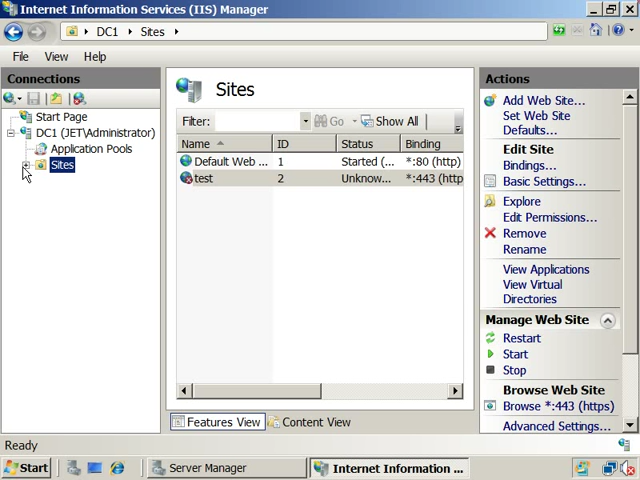 Internet Information Services (IIS) Manager
DC1 Sites
File View Help
Connections
Start Page
DC1 (JET\Administrator)
Application Pools
Sites
Sites
Filter: Go Show All
Name ID Status Binding
Default Web ... 1 Started (... *:80 (http)
test 2 Unknow... *:443 (http
Features View Content View
Actions
Add Web Site...
Set Web Site
Defaults...
Edit Site
Bindings...
Basic Settings...
Explore
Edit Permissions...
Remove
Rename
View Applications
View Virtual
Directories
Manage Web Site
Restart
Start
Stop
Browse Web Site
Browse *:443 (https)
Advanced Settings...
Ready
Start Server Manager Internet Information ...